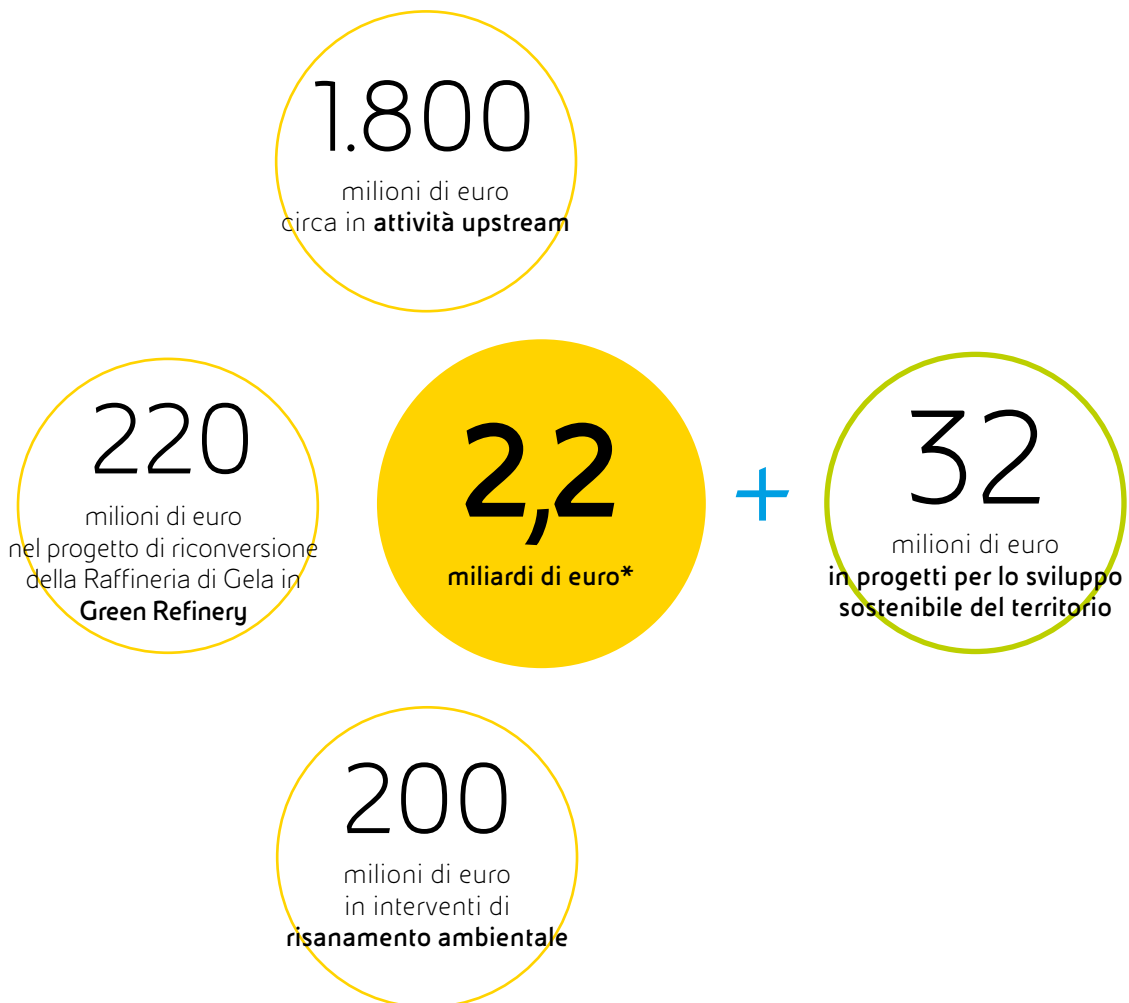 1.800
milioni di euro
circa in attività upstream
220
milioni di euro
nel progetto di riconversione
della Raffineria di Gela in
Green Refinery
2,2
miliardi di euro*
+
32
milioni di euro
in progetti per lo sviluppo
sostenibile del territorio
200
milioni di euro
in interventi di
risanamento ambientale